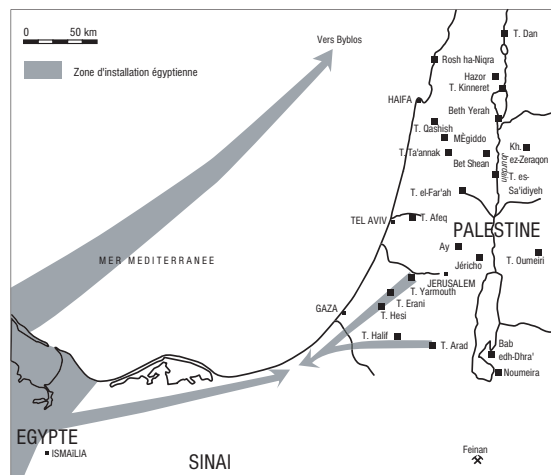 0 50 km
Zone d'installation égyptienne
Vers Byblos
T. Dan
Rosh ha-Niqra
Hazor
T. Kinneret
HAIFA
Beth Yerah
T. Qashish
MÈgiddo
T. Ta'annak
Bet Shean
Kh.
ez-Zeraqon
Jourdain
T. es-
Sa'idiyeh
T. el-Far'ah
TEL AVIV
T. Afeq
PALESTINE
MER MEDITERRANEE
Ay
Jéricho
T. Oumeiri
JERUSALEM
T. Yarmouth
T. Erani
T. Hesi
GAZA
T. Halif
T. Arad
Bab
edh-Dhra'
Noumeira
EGYPTE
ISMAïLIA
SINAI
Feinan